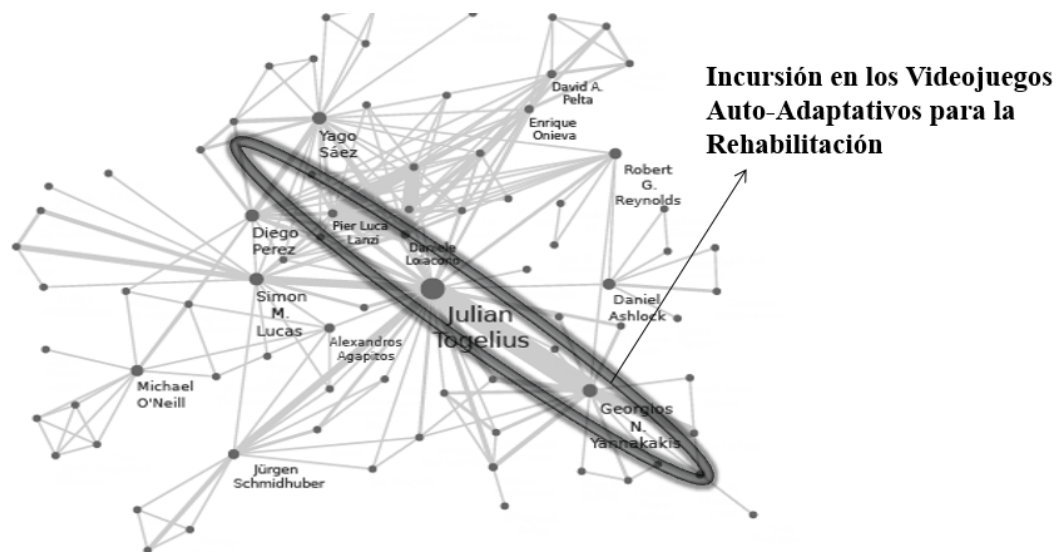 Incursión en los Videojuegos
Auto-Adaptativos para la
Rehabilitación
David A.
Pelta
Enrique
Onieva
Yago
Sáez
Robert
G.
Reynolds
Pier Luca
Lanzi
Diego
Perez
Daniele
Loiacono
Simon
M.
Lucas
Julian
Togelius
Daniel
Ashlock
Alexandros
Agapitos
Michael
O'Neill
Georgios
N.
Yannakakis
Jürgen
Schmidhuber